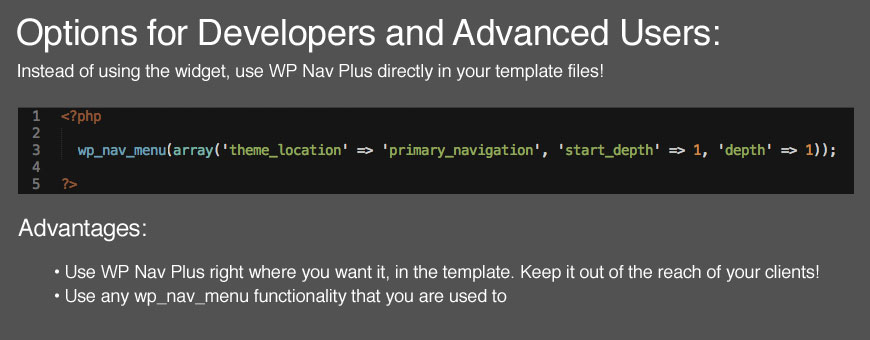 Options for Developers and Advanced Users:
Instead of using the widget, use WP Nav Plus directly in your template files!
1 <?php
2
3 wp_nav_menu(array('theme_location' => 'primary_navigation', 'start_depth' => 1, 'depth' => 1));
4
5 ?>
Advantages:
• Use WP Nav Plus right where you want it, in the template. Keep it out of the reach of your clients!
• Use any wp_nav_menu functionality that you are used to